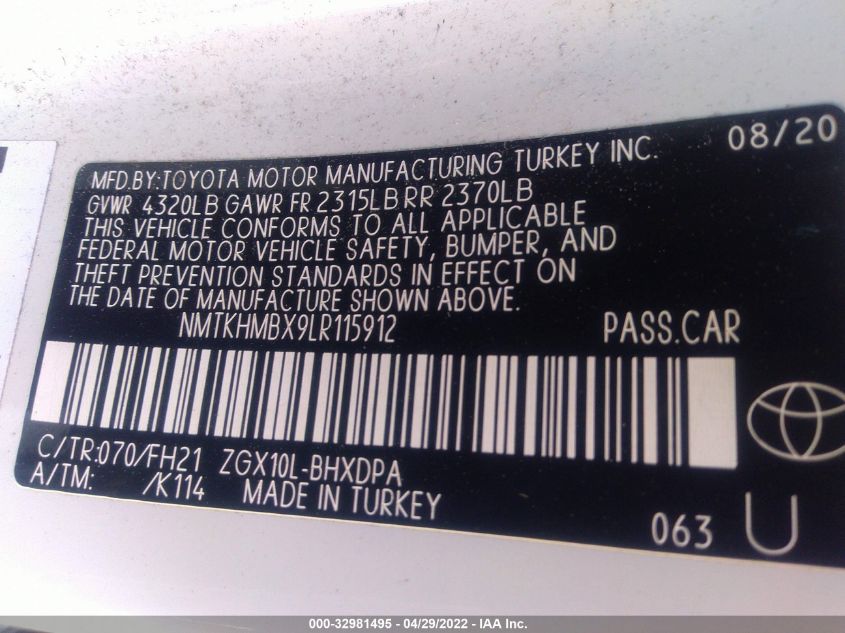 08/20
MFD.BY:TOYOTA MOTOR MANUFACTURING TURKEY INC.
GVWR 4320LB GAWR FR 2315LB RR 2370LB
THIS VEHICLE CONFORMS TO ALL APPLICABLE
FEDERAL MOTOR VEHICLE SAFETY, BUMPER, AND
THEFT PREVENTION STANDARDS IN EFFECT ON
THE DATE OF MANUFACTURE SHOWN ABOVE.
NMTKHMBX9LR115912 PASS.CAR
C/TR:070/FH21 ZGX10L-BHXDPA
A/TM: /K114 MADE IN TURKEY
063 U
000-32981495 - 04/29/2022 - IAA Inc.